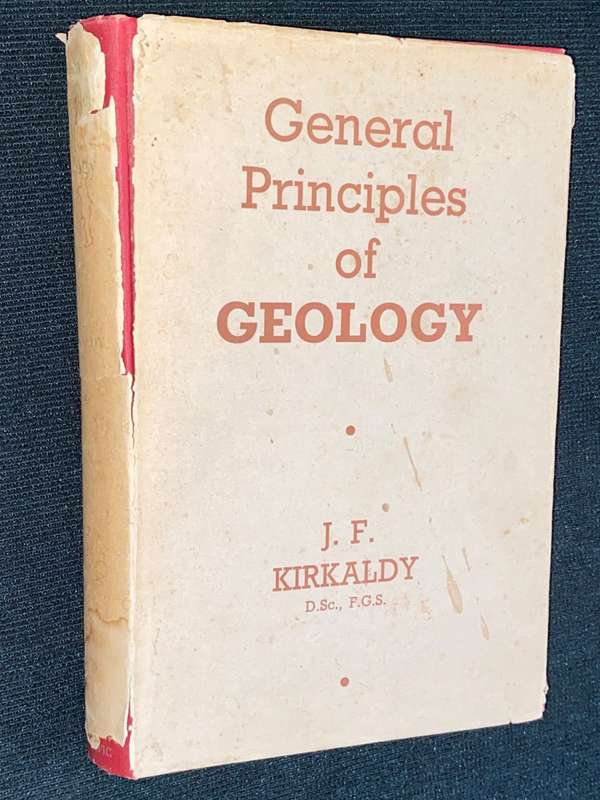 General
Principles
of
GEOLOGY
J. F.
KIRKALDY
D.Sc., F.G.S.